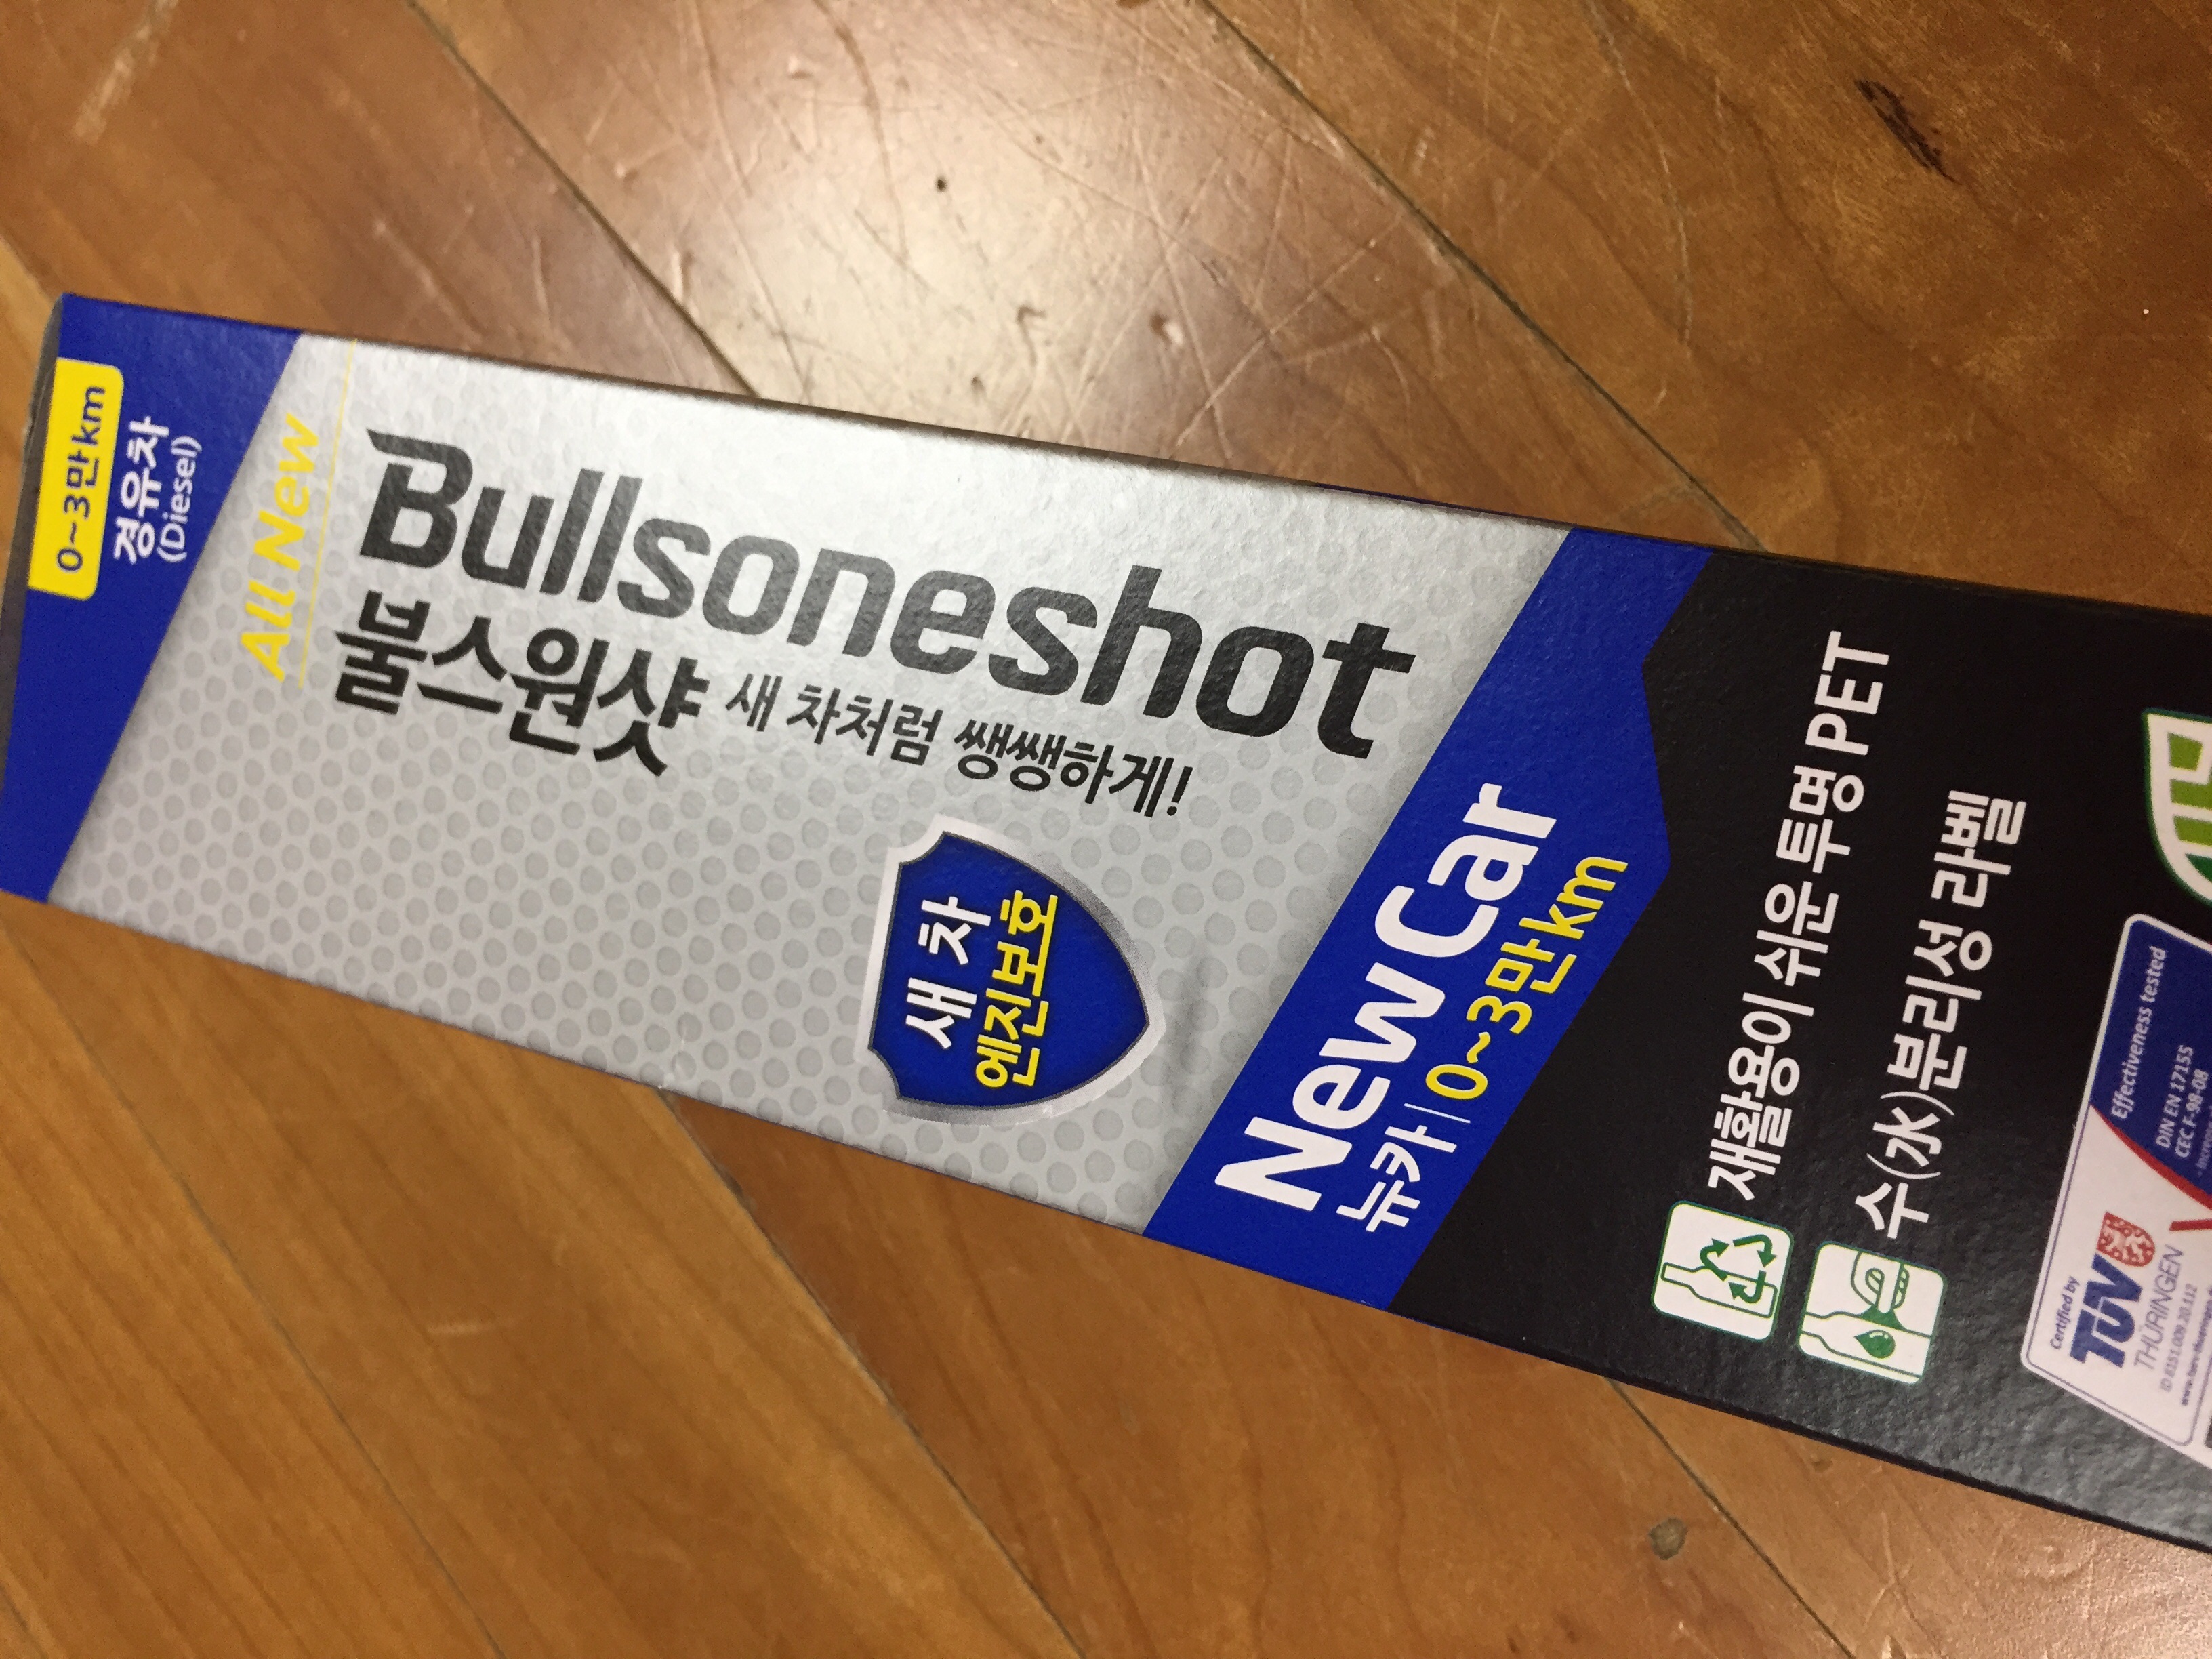 0~3만km
경유차
(Diesel)
All New
Bullsoneshot
불스원샷 새 차처럼 쌩쌩하게!
새 차
엔진보호
New Car
뉴카 | 0~3만km
재활용이 쉬운 투명 PET
수(水)분리성 라벨
Effectiveness tested
DIN EN 17155
CEC F-98-08
Certified by
TÜV
THÜRINGEN